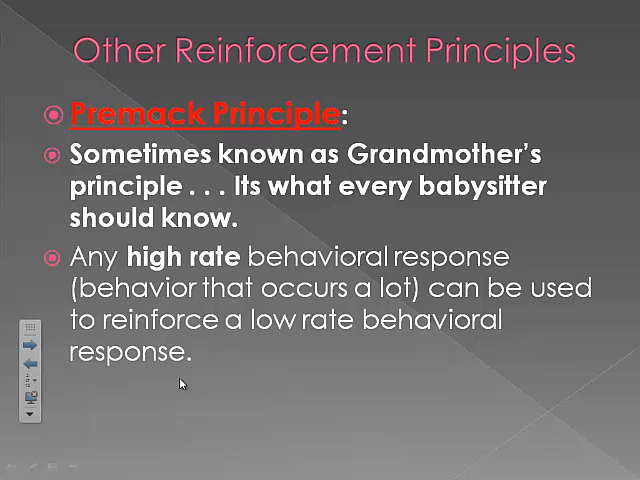 Other Reinforcement Principles
Premack Principle:
Sometimes known as Grandmother's
principle . . . Its what every babysitter
should know.
Any high rate behavioral response
(behavior that occurs a lot) can be used
to reinforce a low rate behavioral
response.